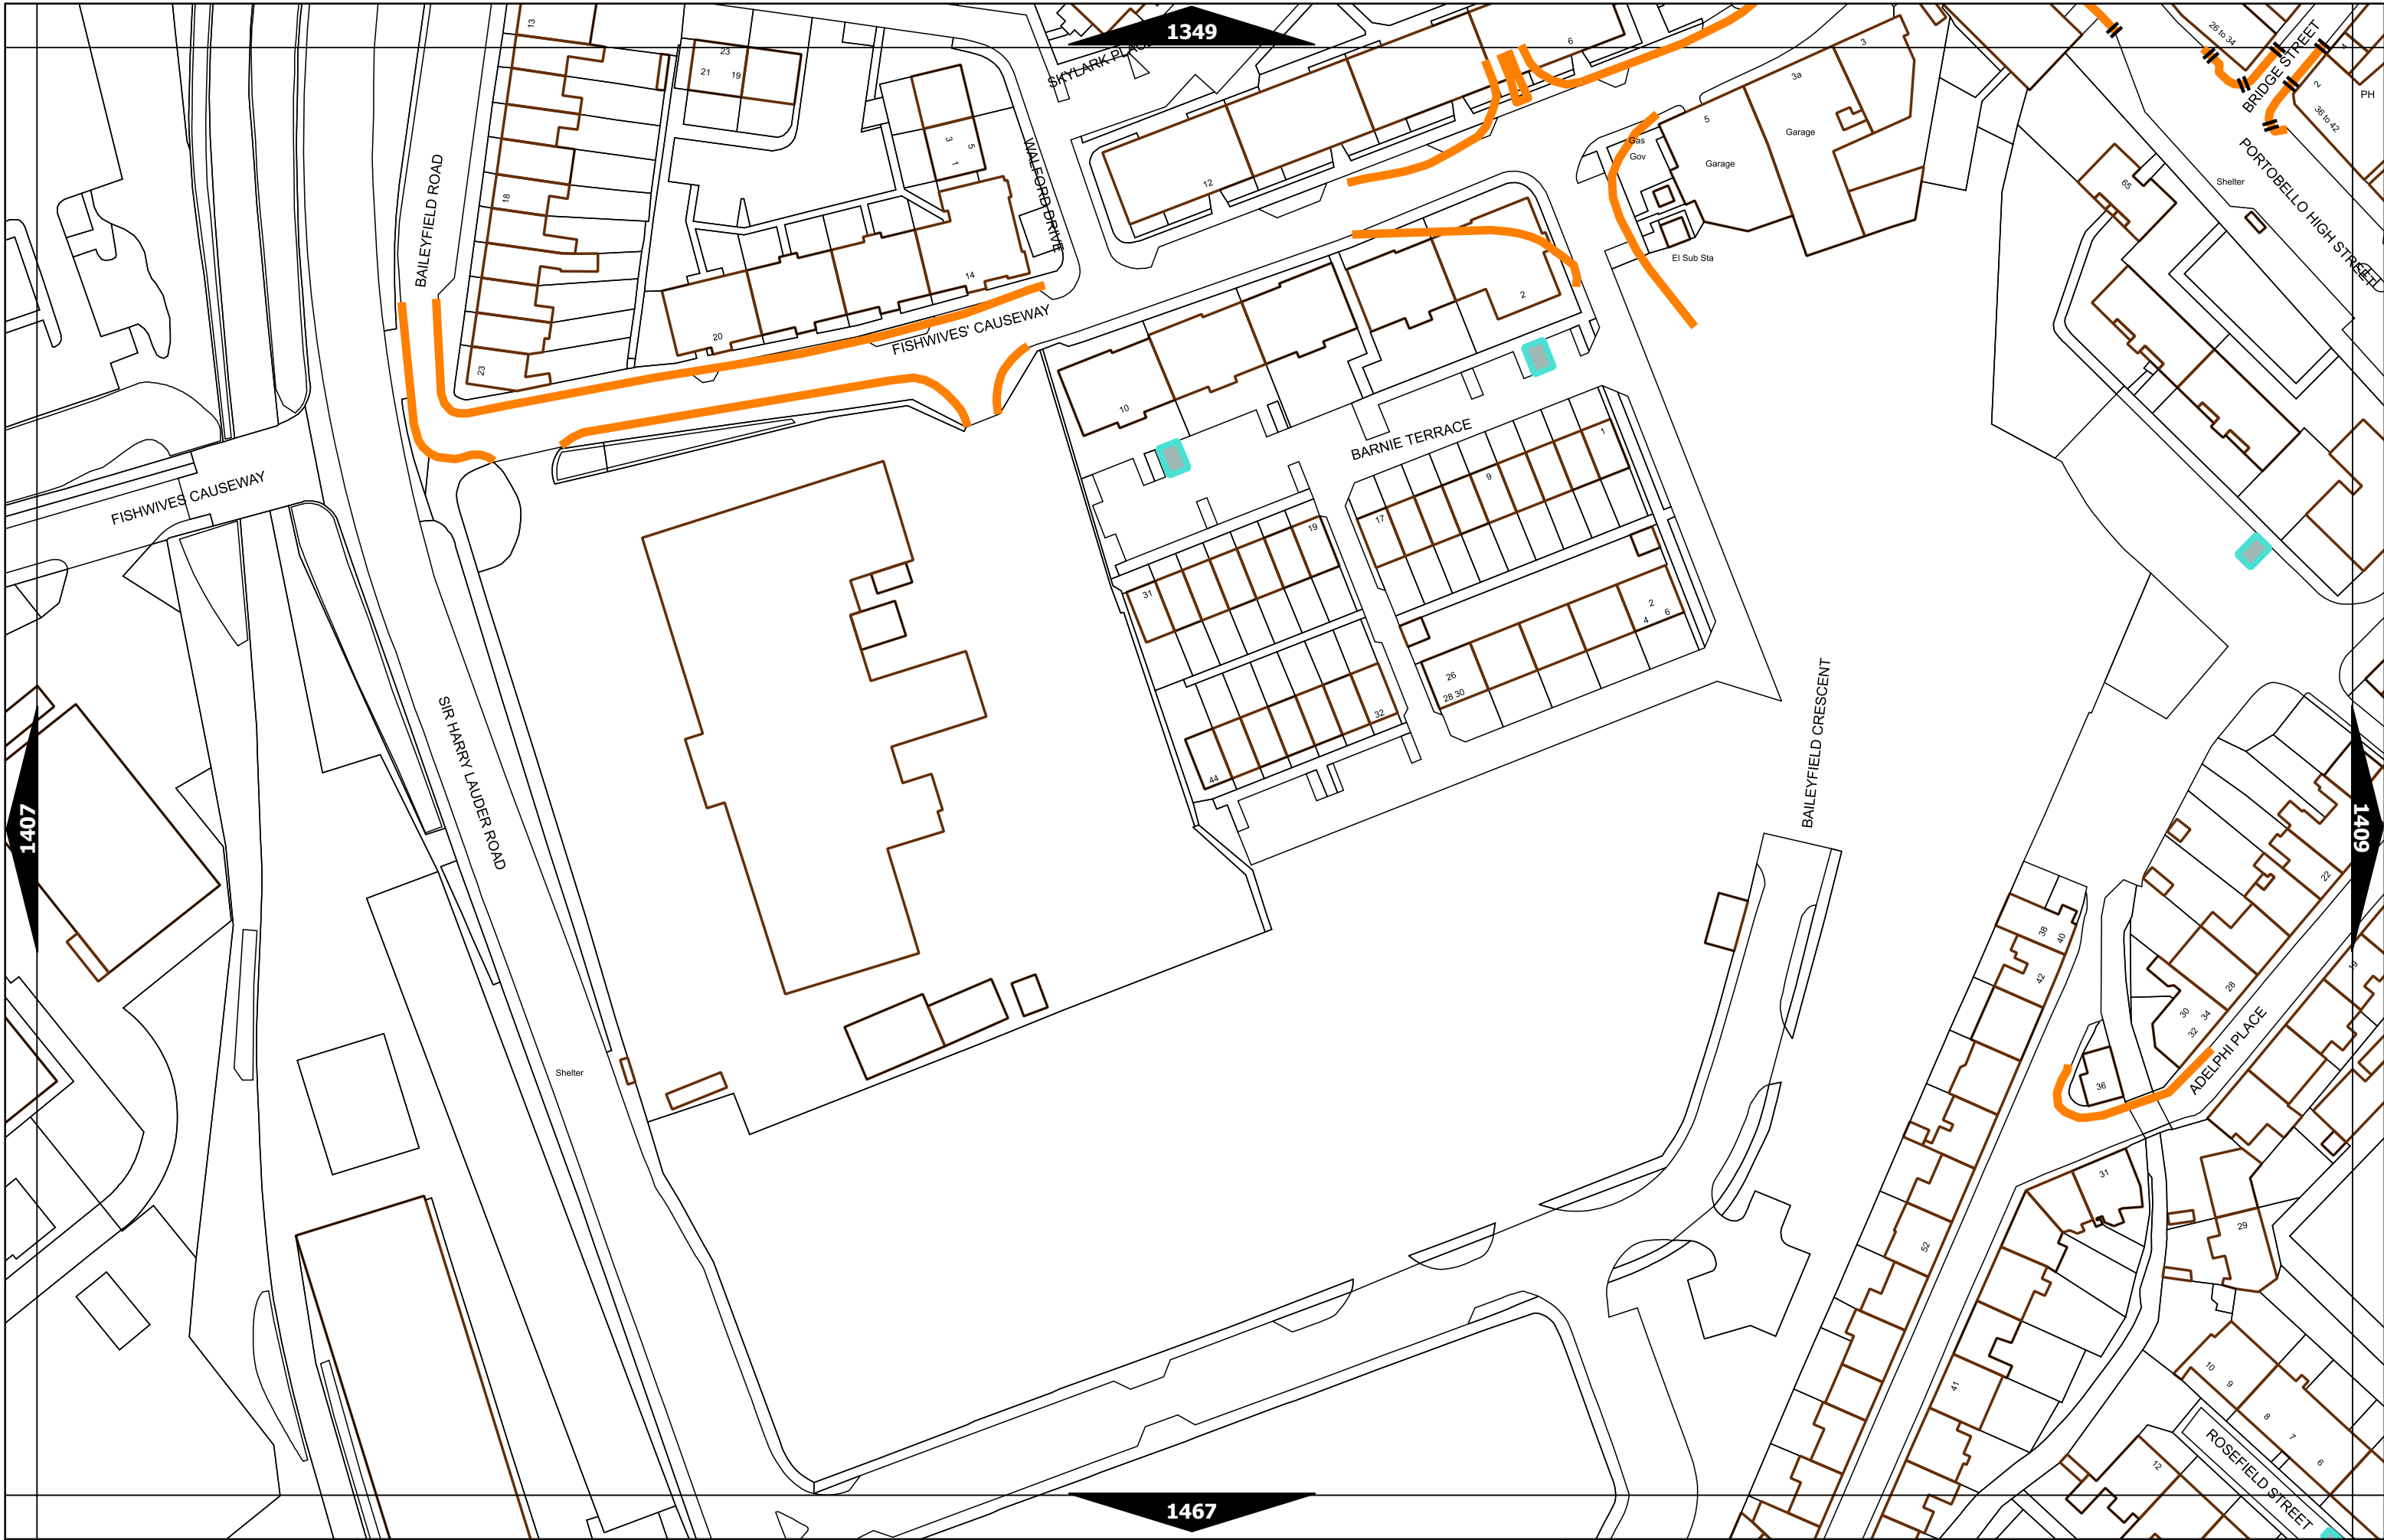 1349
13
23
21
19
SKYLARK PLACE
6
3
3a
5
Garage
Garage
Gas
Gov
El Sub Sta
26 to 34
BRIDGE STREET
4
2
36 to 42
PH
PORTOBELLO HIGH STREET
Shelter
65
BAILEYFIELD ROAD
18
23
3
5
1
WALFORD DRIVE
12
14
20
FISHWIVES' CAUSEWAY
2
10
BARNIE TERRACE
1
9
17
19
31
FISHWIVES CAUSEWAY
2
6
4
26
28 30
32
44
SIR HARRY LAUDER ROAD
BAILEYFIELD CRESCENT
1407
1409
22
38
40
42
28
30
34
32
19
ADELPHI PLACE
36
Shelter
31
29
52
41
10
9
8
7
6
12
ROSEFIELD STREET
1467